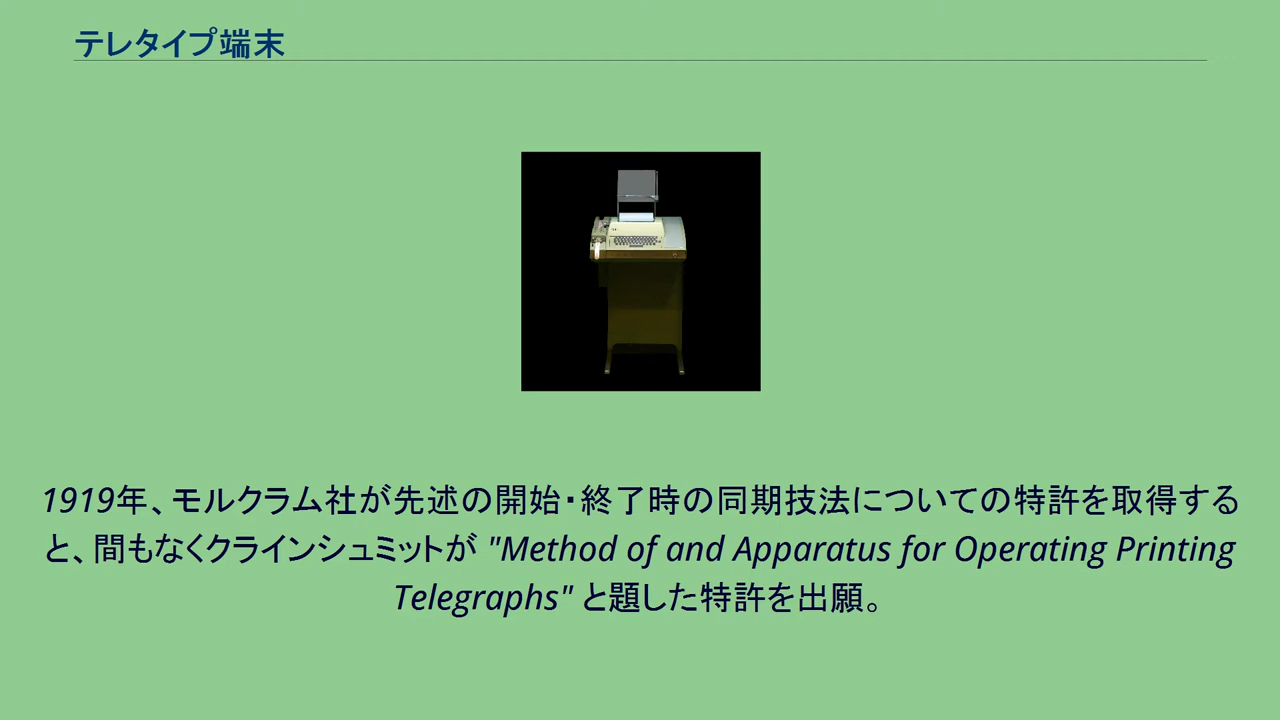 テレタイプ端末
1919年、モルクラム社が先述の開始・終了時の同期技法についての特許を取得する
と、間もなくクラインシュミットが "Method of and Apparatus for Operating Printing
Telegraphs" と題した特許を出願。